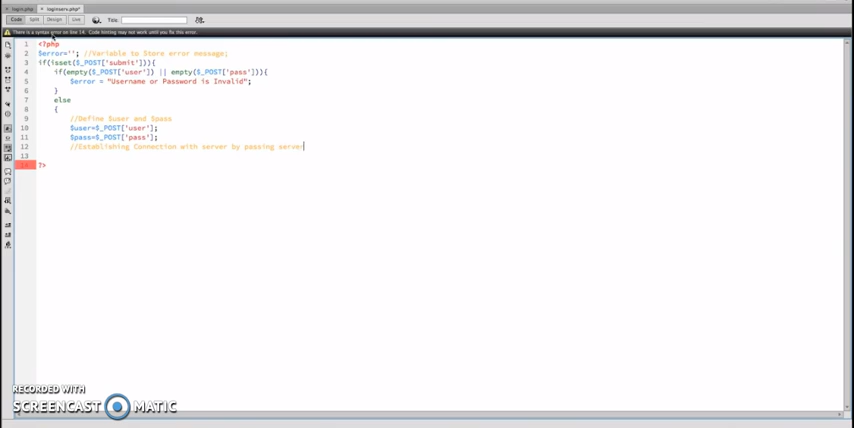 login.php loginserv.php*
Code Split Design Live Title:
There is a syntax error on line 14. Code hinting may not work until you fix this error.
1 <?php
2 $error=''; //Variable to Store error message;
3 if(isset($_POST['submit'])){
4 if(empty($_POST['user']) || empty($_POST['pass'])){
5 $error = "Username or Password is Invalid";
6 }
7 else
8 {
9 //Define $user and $pass
10 $user=$_POST['user'];
11 $pass=$_POST['pass'];
12 //Establishing Connection with server by passing server
13
14 ?>
RECORDED WITH
SCREENCAST MATIC